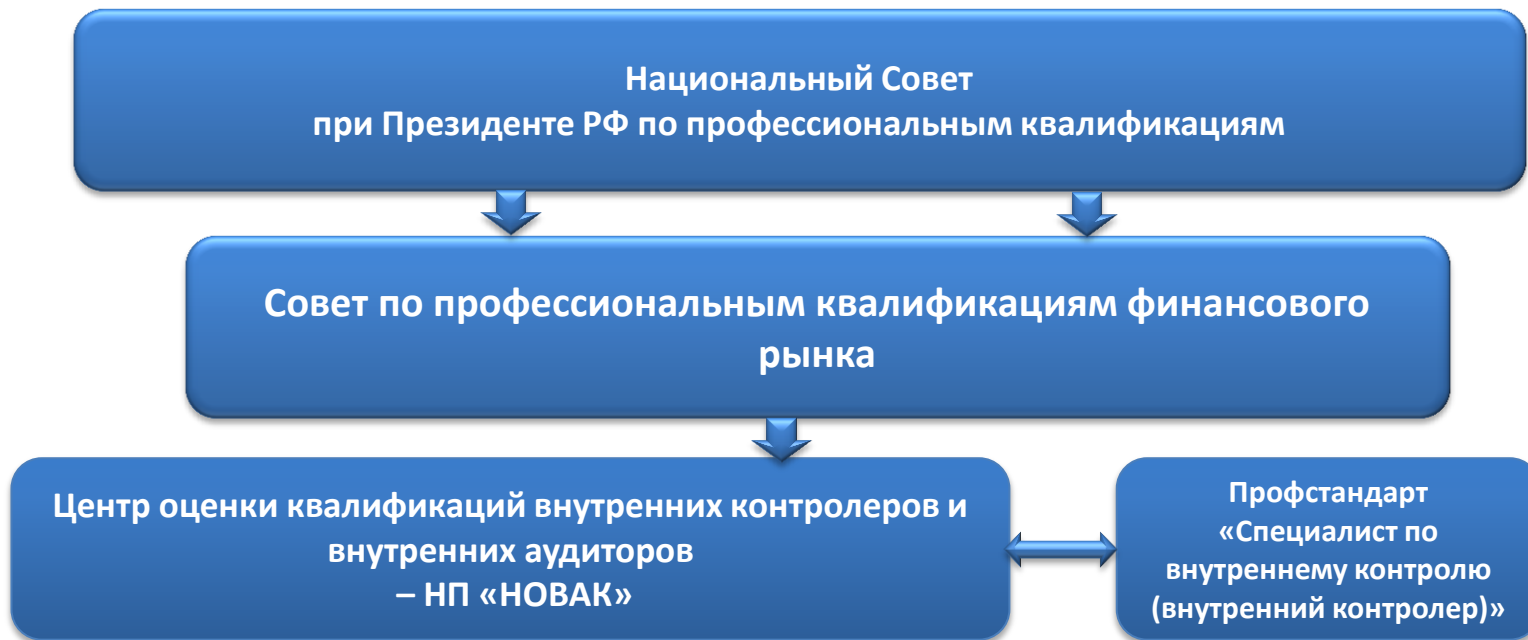 Национальный Совет
при Президенте РФ по профессиональным квалификациям
Совет по профессиональным квалификациям финансового
рынка
Центр оценки квалификаций внутренних контролеров и
внутренних аудиторов
– НП «НОВАК»
Профстандарт
«Специалист по
внутреннему контролю
(внутренний контролер)»